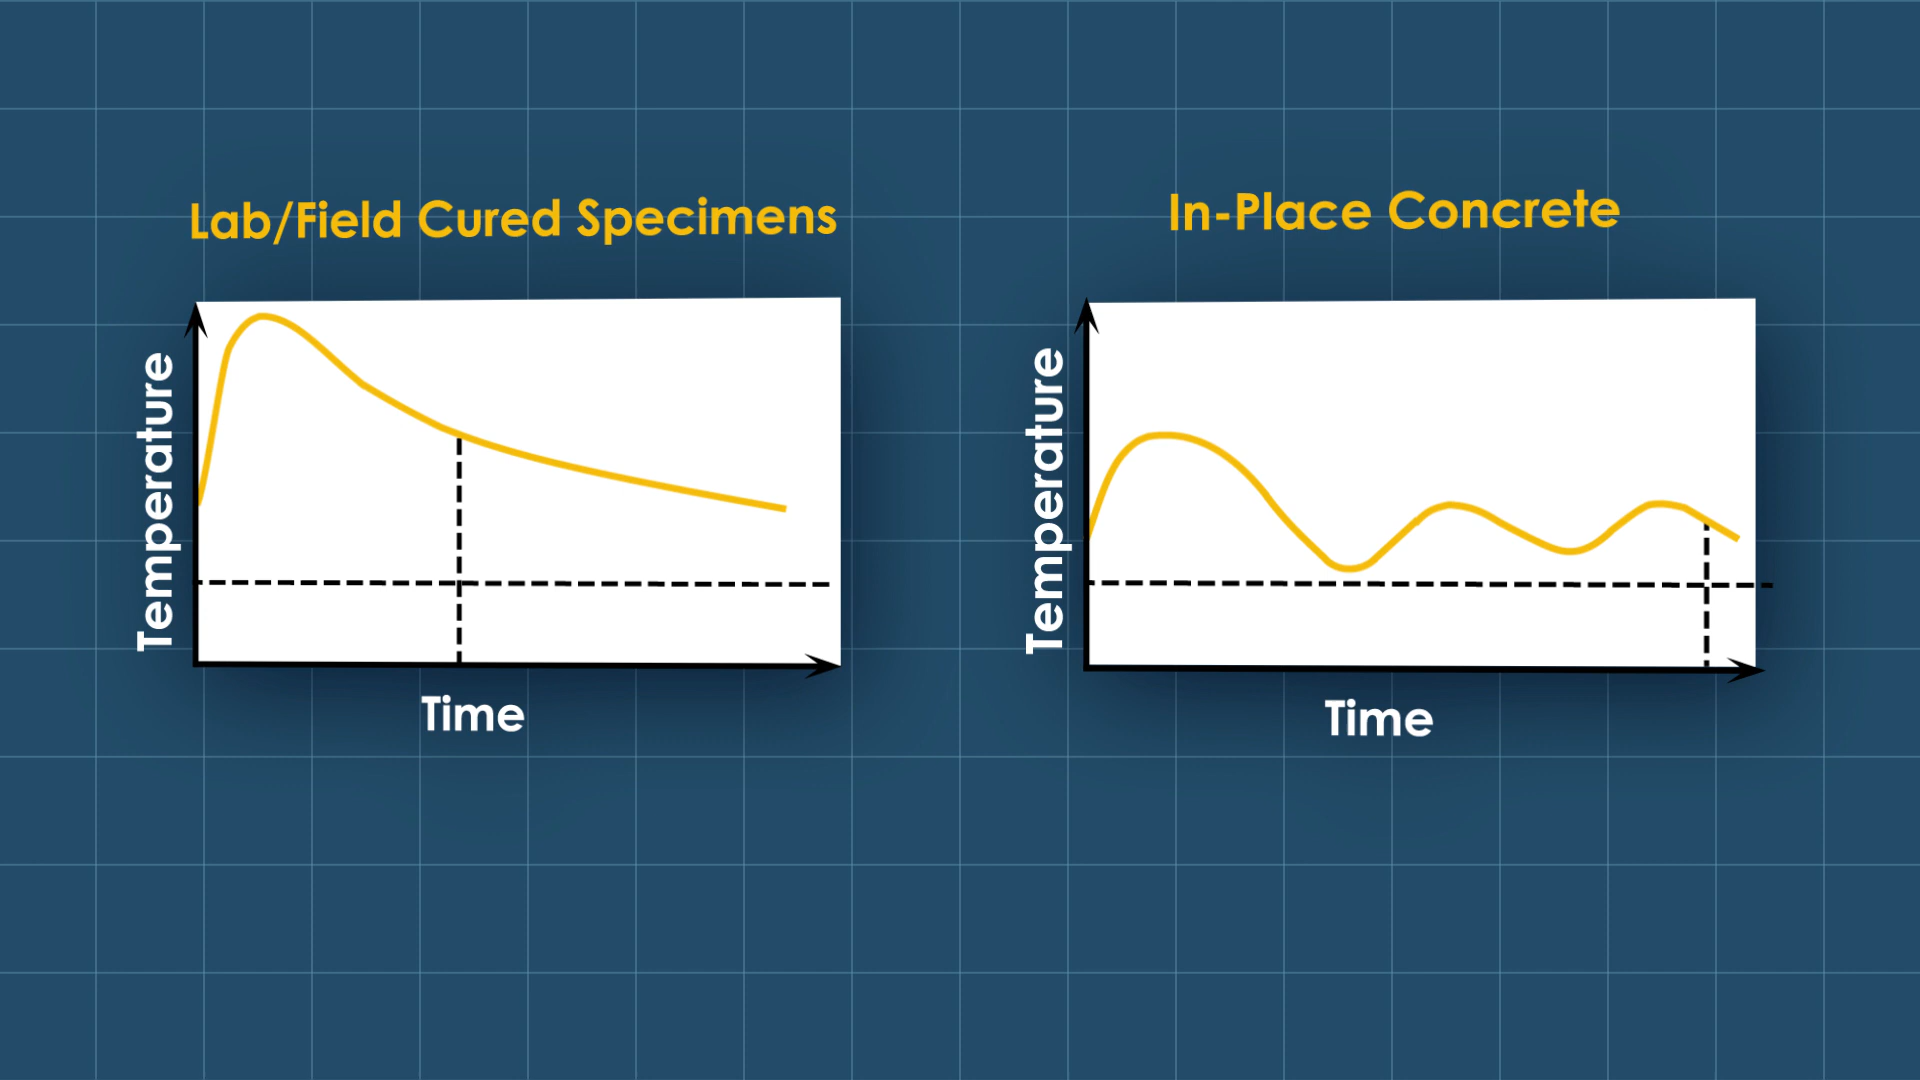 Lab/Field Cured Specimens
Temperature
Time
In-Place Concrete
Temperature
Time